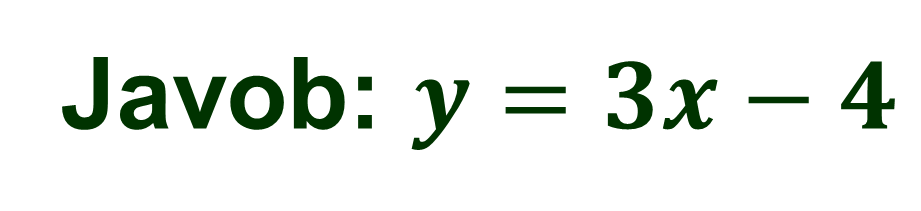 Javob: y = 3x − 4